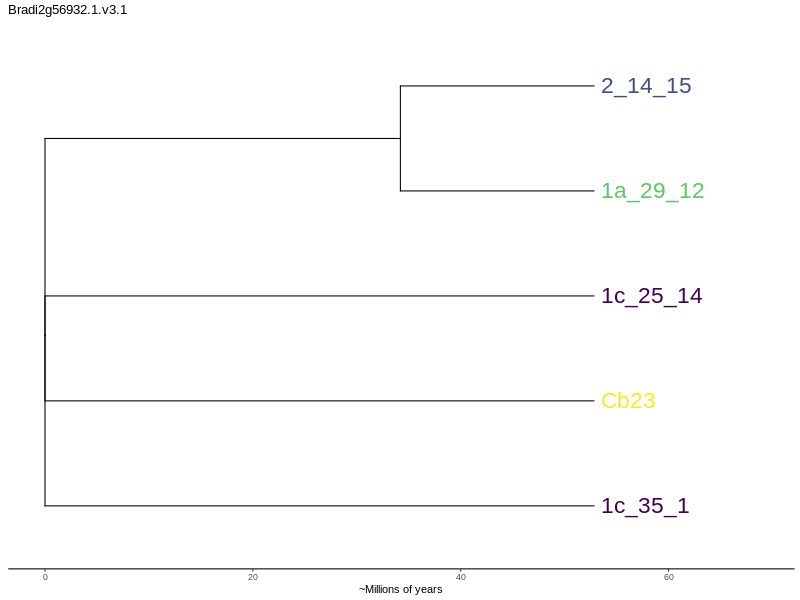 Bradi2g56932.1.v3.1
2_14_15
1a_29_12
1c_25_14
Cb23
1c_35_1
0 20 40 60
~Millions of years